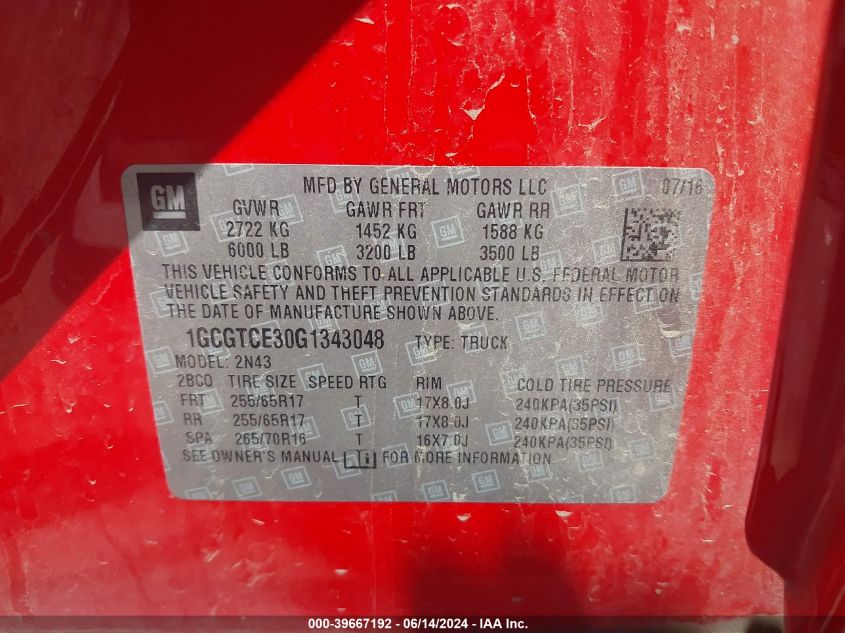 GM MFD BY GENERAL MOTORS LLC 07/16
GVWR GAWR FRT GAWR RR
2722 KG 1452 KG 1588 KG
6000 LB 3200 LB 3500 LB
THIS VEHICLE CONFORMS TO ALL APPLICABLE U.S. FEDERAL MOTOR
VEHICLE SAFETY AND THEFT PREVENTION STANDARDS IN EFFECT ON
THE DATE OF MANUFACTURE SHOWN ABOVE.
1GCGTCE30G1343048 TYPE: TRUCK
MODEL: 2N43
2BCO TIRE SIZE SPEED RTG RIM COLD TIRE PRESSURE
FRT 255/65R17 T 17X8.0J 240KPA(35PSI)
RR 255/65R17 T 17X8.0J 240KPA(35PSI)
SPA 265/70R16 T 16X7.0J 240KPA(35PSI)
SEE OWNER'S MANUAL i FOR MORE INFORMATION
000-39667192 - 06/14/2024 - IAA Inc.